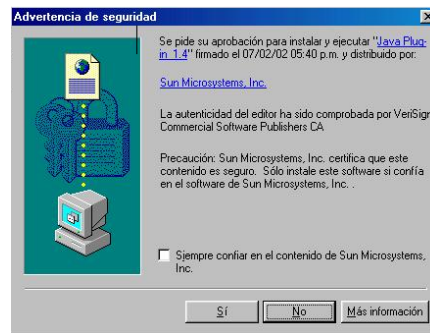 Advertencia de seguridad
Se pide su aprobación para instalar y ejecutar "Java Plug-
in 1.4" firmado el 07/02/02 05:40 p.m. y distribuido por:
Sun Microsystems, Inc.
La autenticidad del editor ha sido comprobada por VeriSign
Commercial Software Publishers CA
Precaución: Sun Microsystems, Inc. certifica que este
contenido es seguro. Sólo instale este software si confía
en el software de Sun Microsystems, Inc. .
Siempre confiar en el contenido de Sun Microsystems,
Inc.
Sí No Más información